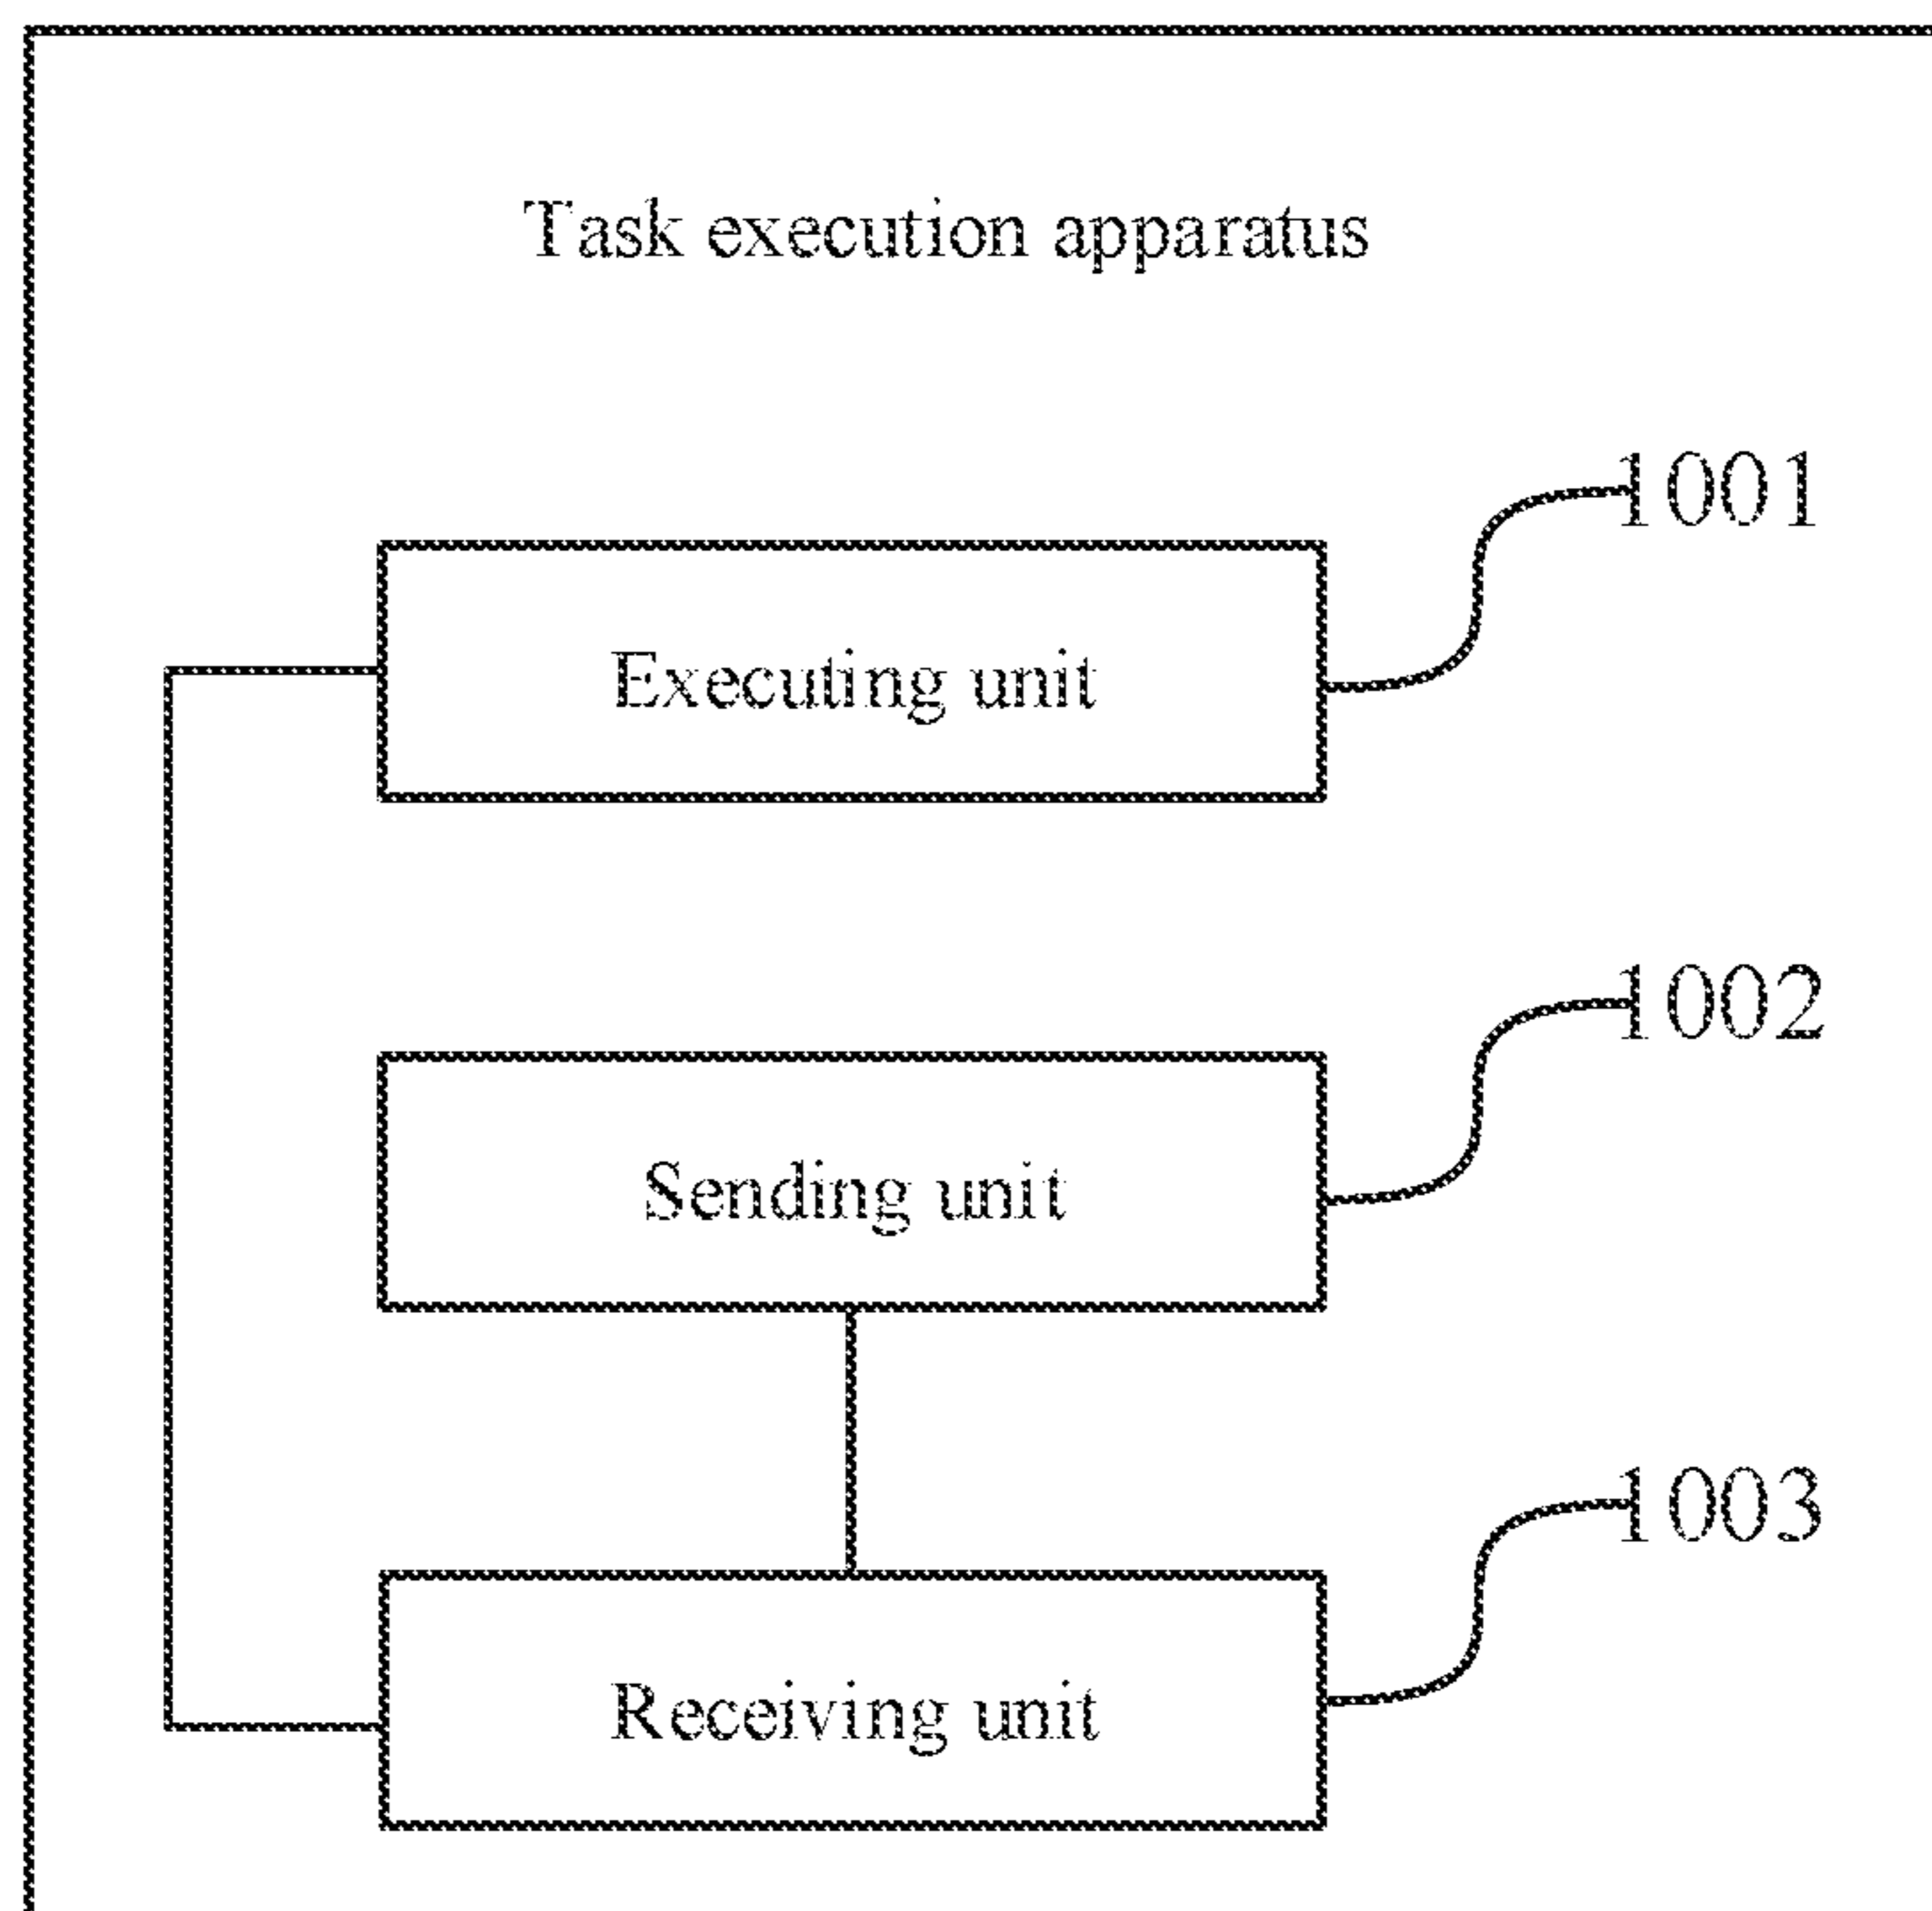 Task execution apparatus
1001
Executing unit
1002
Sending unit
1003
Receiving unit